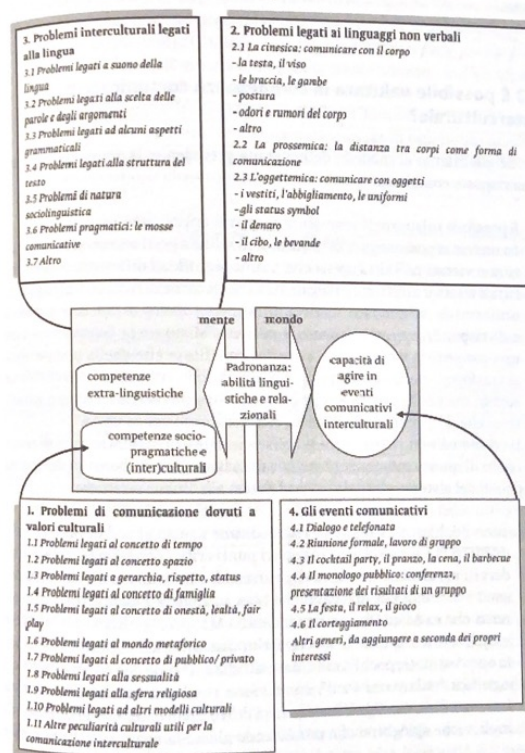 3. Problemi interculturali legati
alla lingua
3.1 Problemi legati a suono della
lingua
3.2 Problemi legati alla scelta delle
parole e degli argomenti
3.3 Problemi legati ad alcuni aspetti
grammaticali
3.4 Problemi legati alla struttura del
testo
3.5 Problemi di natura
sociolinguistica
3.6 Problemi pragmatici: le mosse
comunicative
3.7 Altro
2. Problemi legati ai linguaggi non verbali
2.1 La cinesica: comunicare con il corpo
- la testa, il viso
- le braccia, le gambe
- postura
- odori e rumori del corpo
- altro
2.2 La prossemica: la distanza tra corpi come forma di
comunicazione
2.3 L'oggettemica: comunicare con oggetti
- i vestiti, l'abbigliamento, le uniformi
- gli status symbol
- il denaro
- il cibo, le bevande
- altro
mente
mondo
competenze
extra-linguistiche
competenze socio-
pragmatiche e
(inter)culturali
Padronanza:
abilità lingui-
stiche e rela-
zionali
capacità di
agire in
eventi
comunicativi
interculturali
1. Problemi di comunicazione dovuti a
valori culturali
1.1 Problemi legati al concetto di tempo
1.2 Problemi legati al concetto spazio
1.3 Problemi legati a gerarchia, rispetto, status
1.4 Problemi legati al concetto di famiglia
1.5 Problemi legati al concetto di onestà, lealtà, fair
play
1.6 Problemi legati al mondo metaforico
1.7 Problemi legati al concetto di pubblico/privato
1.8 Problemi legati alla sessualità
1.9 Problemi legati alla sfera religiosa
1.10 Problemi legati ad altri modelli culturali
1.11 Altre peculiarità culturali utili per la
comunicazione interculturale
4. Gli eventi comunicativi
4.1 Dialogo e telefonata
4.2 Riunione formale, lavoro di gruppo
4.3 Il cocktail party, il pranzo, la cena, il barbecue
4.4 Il monologo pubblico: conferenza,
presentazione dei risultati di un gruppo
4.5 La festa, il relax, il gioco
4.6 Il corteggiamento
Altri generi, da aggiungere a seconda dei propri
interessi